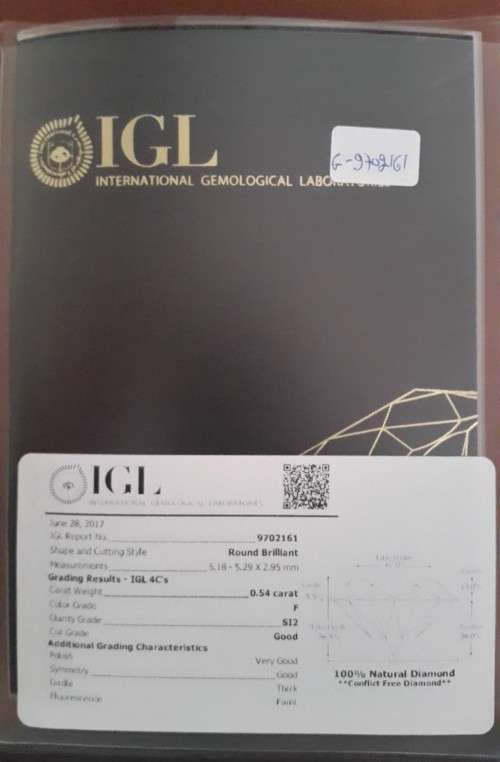 IGL
INTERNATIONAL GEMOLOGICAL LABORATORIES
G-9702161
IGL
INTERNATIONAL GEMOLOGICAL LABORATORIES
June 28, 2017
IGL Report No. 9702161
Shape and Cutting Style Round Brilliant
Measurements 5.18 - 5.29 X 2.95 mm
Grading Results - IGL 4C's
Carat Weight 0.54 carat
Color Grade F
Clarity Grade SI2
Cut Grade Good
Additional Grading Characteristics
Polish Very Good
Symmetry Good
Girdle Thick
Fluorescence Faint
100% Natural Diamond
**Conflict Free Diamond**